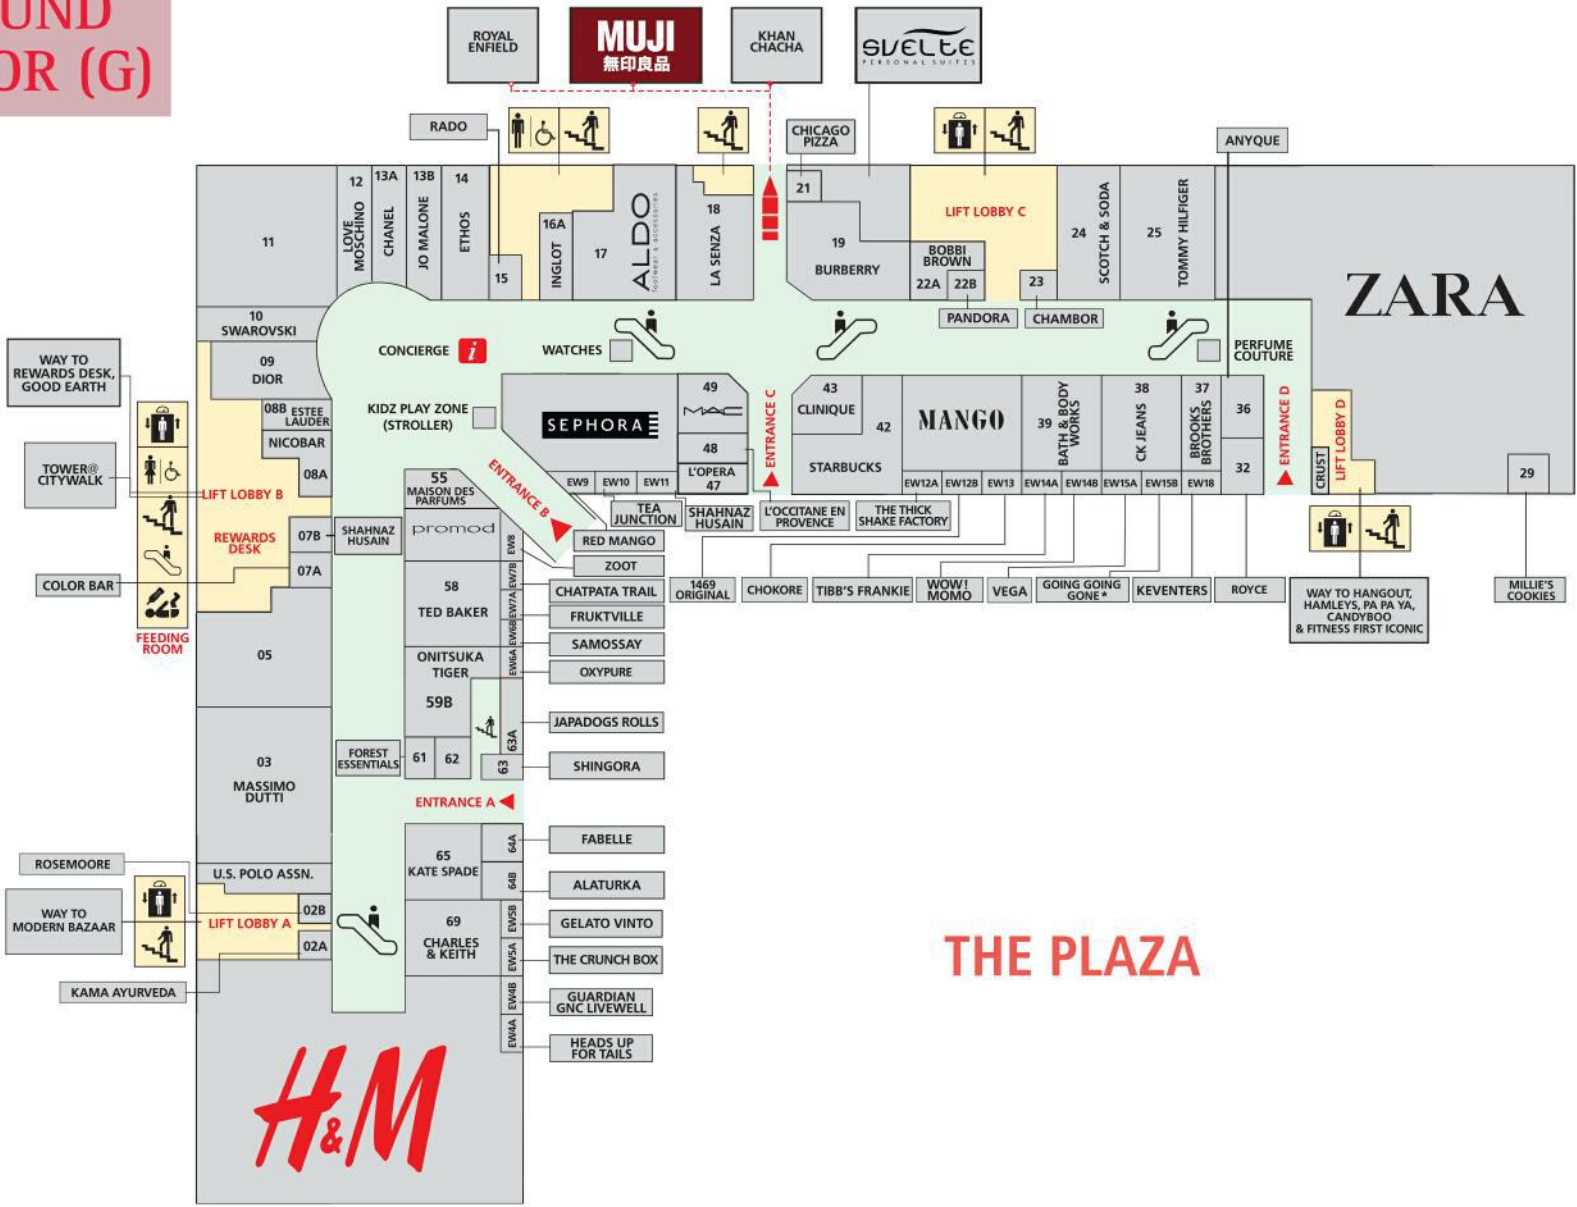 UND
OR (G)
ROYAL
ENFIELD
MUJI
無印良品
KHAN
CHACHA
SVELTE
PERSONAL SUITES
RADO
CHICAGO
PIZZA
ANYQUE
11
12
LOVE
MOSCHINO
13A
CHANEL
13B
JO MALONE
14
ETHOS
15
16A
INGLOT
17
ALDO
footwear & accessories
18
LA SENZA
21
19
BURBERRY
LIFT LOBBY C
BOBBI
BROWN
22A
22B
23
24
SCOTCH & SODA
25
TOMMY HILFIGER
ZARA
10
SWAROVSKI
PANDORA
CHAMBOR
CONCIERGE i
WATCHES
PERFUME
COUTURE
WAY TO
REWARDS DESK,
GOOD EARTH
09
DIOR
KIDZ PLAY ZONE
(STROLLER)
08B ESTEE
LAUDER
NICOBAR
08A
SEPHORA
49
MAC
48
L'OPERA
47
ENTRANCE C
43
CLINIQUE
42
STARBUCKS
MANGO
39
BATH & BODY
WORKS
38
CK JEANS
37
BROOKS
BROTHERS
36
32
ENTRANCE D
CRUST
LIFT LOBBY D
29
TOWER@
CITYWALK
LIFT LOBBY B
ENTRANCE B
EW9
EW10
EW11
EW12A
EW12B
EW13
EW14A
EW14B
EW15A
EW15B
EW18
55
MAISON DES
PARFUMS
promod
TEA
JUNCTION
SHAHNAZ
HUSAIN
L'OCCITANE EN
PROVENCE
THE THICK
SHAKE FACTORY
REWARDS
DESK
07B
SHAHNAZ
HUSAIN
07A
COLOR BAR
EW8
RED MANGO
ZOOT
58
TED BAKER
EW7B
CHATPATA TRAIL
EW7A
FRUKTVILLE
EW6B
SAMOSSAY
EW6A
OXYPURE
1469
ORIGINAL
CHOKORE
TIBB'S FRANKIE
WOW!
MOMO
VEGA
GOING GOING
GONE*
KEVENTERS
ROYCE
WAY TO HANGOUT,
HAMLEYS, PA PA YA,
CANDYBOO
& FITNESS FIRST ICONIC
MILLIE'S
COOKIES
FEEDING
ROOM
05
ONITSUKA
TIGER
59B
63A
JAPADOGS ROLLS
03
MASSIMO
DUTTI
FOREST
ESSENTIALS
61
62
63
SHINGORA
ENTRANCE A
65
KATE SPADE
64A
FABELLE
64B
ALATURKA
ROSEMOORE
U.S. POLO ASSN.
02B
WAY TO
MODERN BAZAAR
LIFT LOBBY A
02A
KAMA AYURVEDA
69
CHARLES
& KEITH
EW5B
GELATO VINTO
EW5A
THE CRUNCH BOX
EW4B
GUARDIAN
GNC LIVEWELL
EW4A
HEADS UP
FOR TAILS
THE PLAZA
H&M